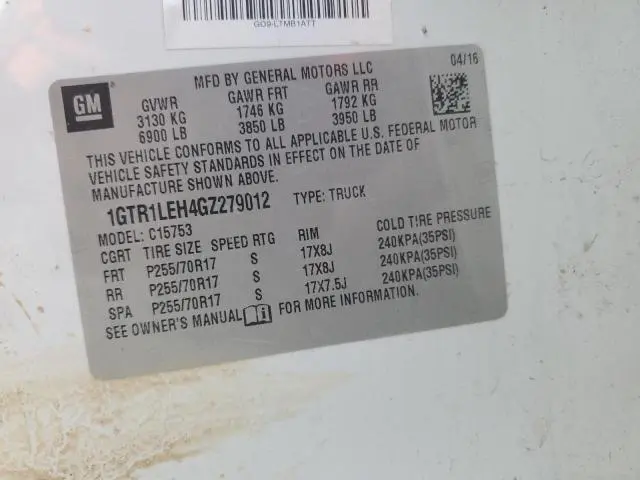 GO9-LTMB1ATT
GM
MFD BY GENERAL MOTORS LLC 04/16
GVWR GAWR FRT GAWR RR
3130 KG 1746 KG 1792 KG
6900 LB 3850 LB 3950 LB
THIS VEHICLE CONFORMS TO ALL APPLICABLE U.S. FEDERAL MOTOR
VEHICLE SAFETY STANDARDS IN EFFECT ON THE DATE OF
MANUFACTURE SHOWN ABOVE.
1GTR1LEH4GZ279012 TYPE: TRUCK
MODEL: C15753
CGRT TIRE SIZE SPEED RTG RIM COLD TIRE PRESSURE
FRT P255/70R17 S 17X8J 240KPA(35PSI)
RR P255/70R17 S 17X8J 240KPA(35PSI)
SPA P255/70R17 S 17X7.5J 240KPA(35PSI)
SEE OWNER'S MANUAL FOR MORE INFORMATION.